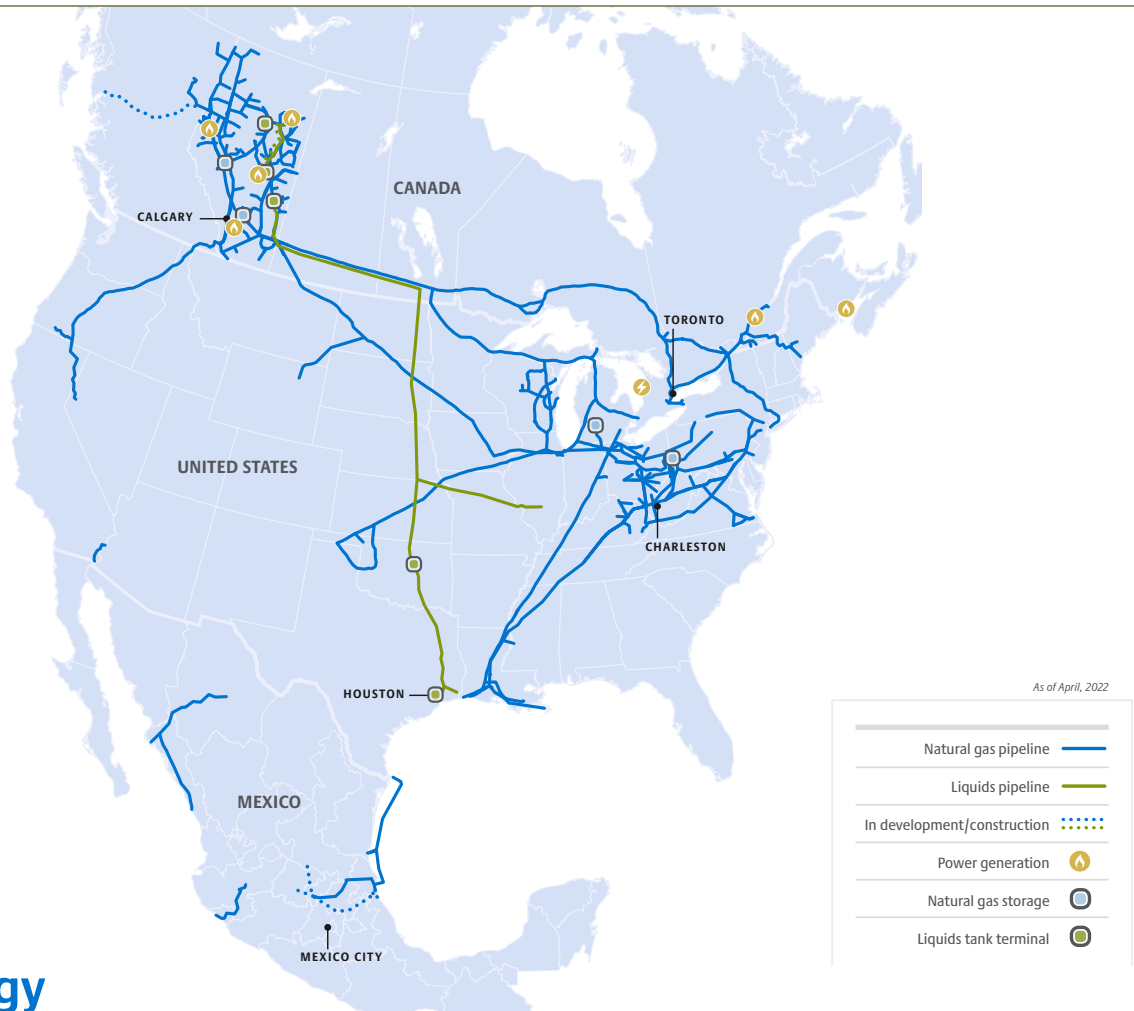 CANADA
CALGARY
TORONTO
UNITED STATES
CHARLESTON
HOUSTON
As of April, 2022
Natural gas pipeline
Liquids pipeline
In development/construction
Power generation
Natural gas storage
Liquids tank terminal
MEXICO
MEXICO CITY
gy